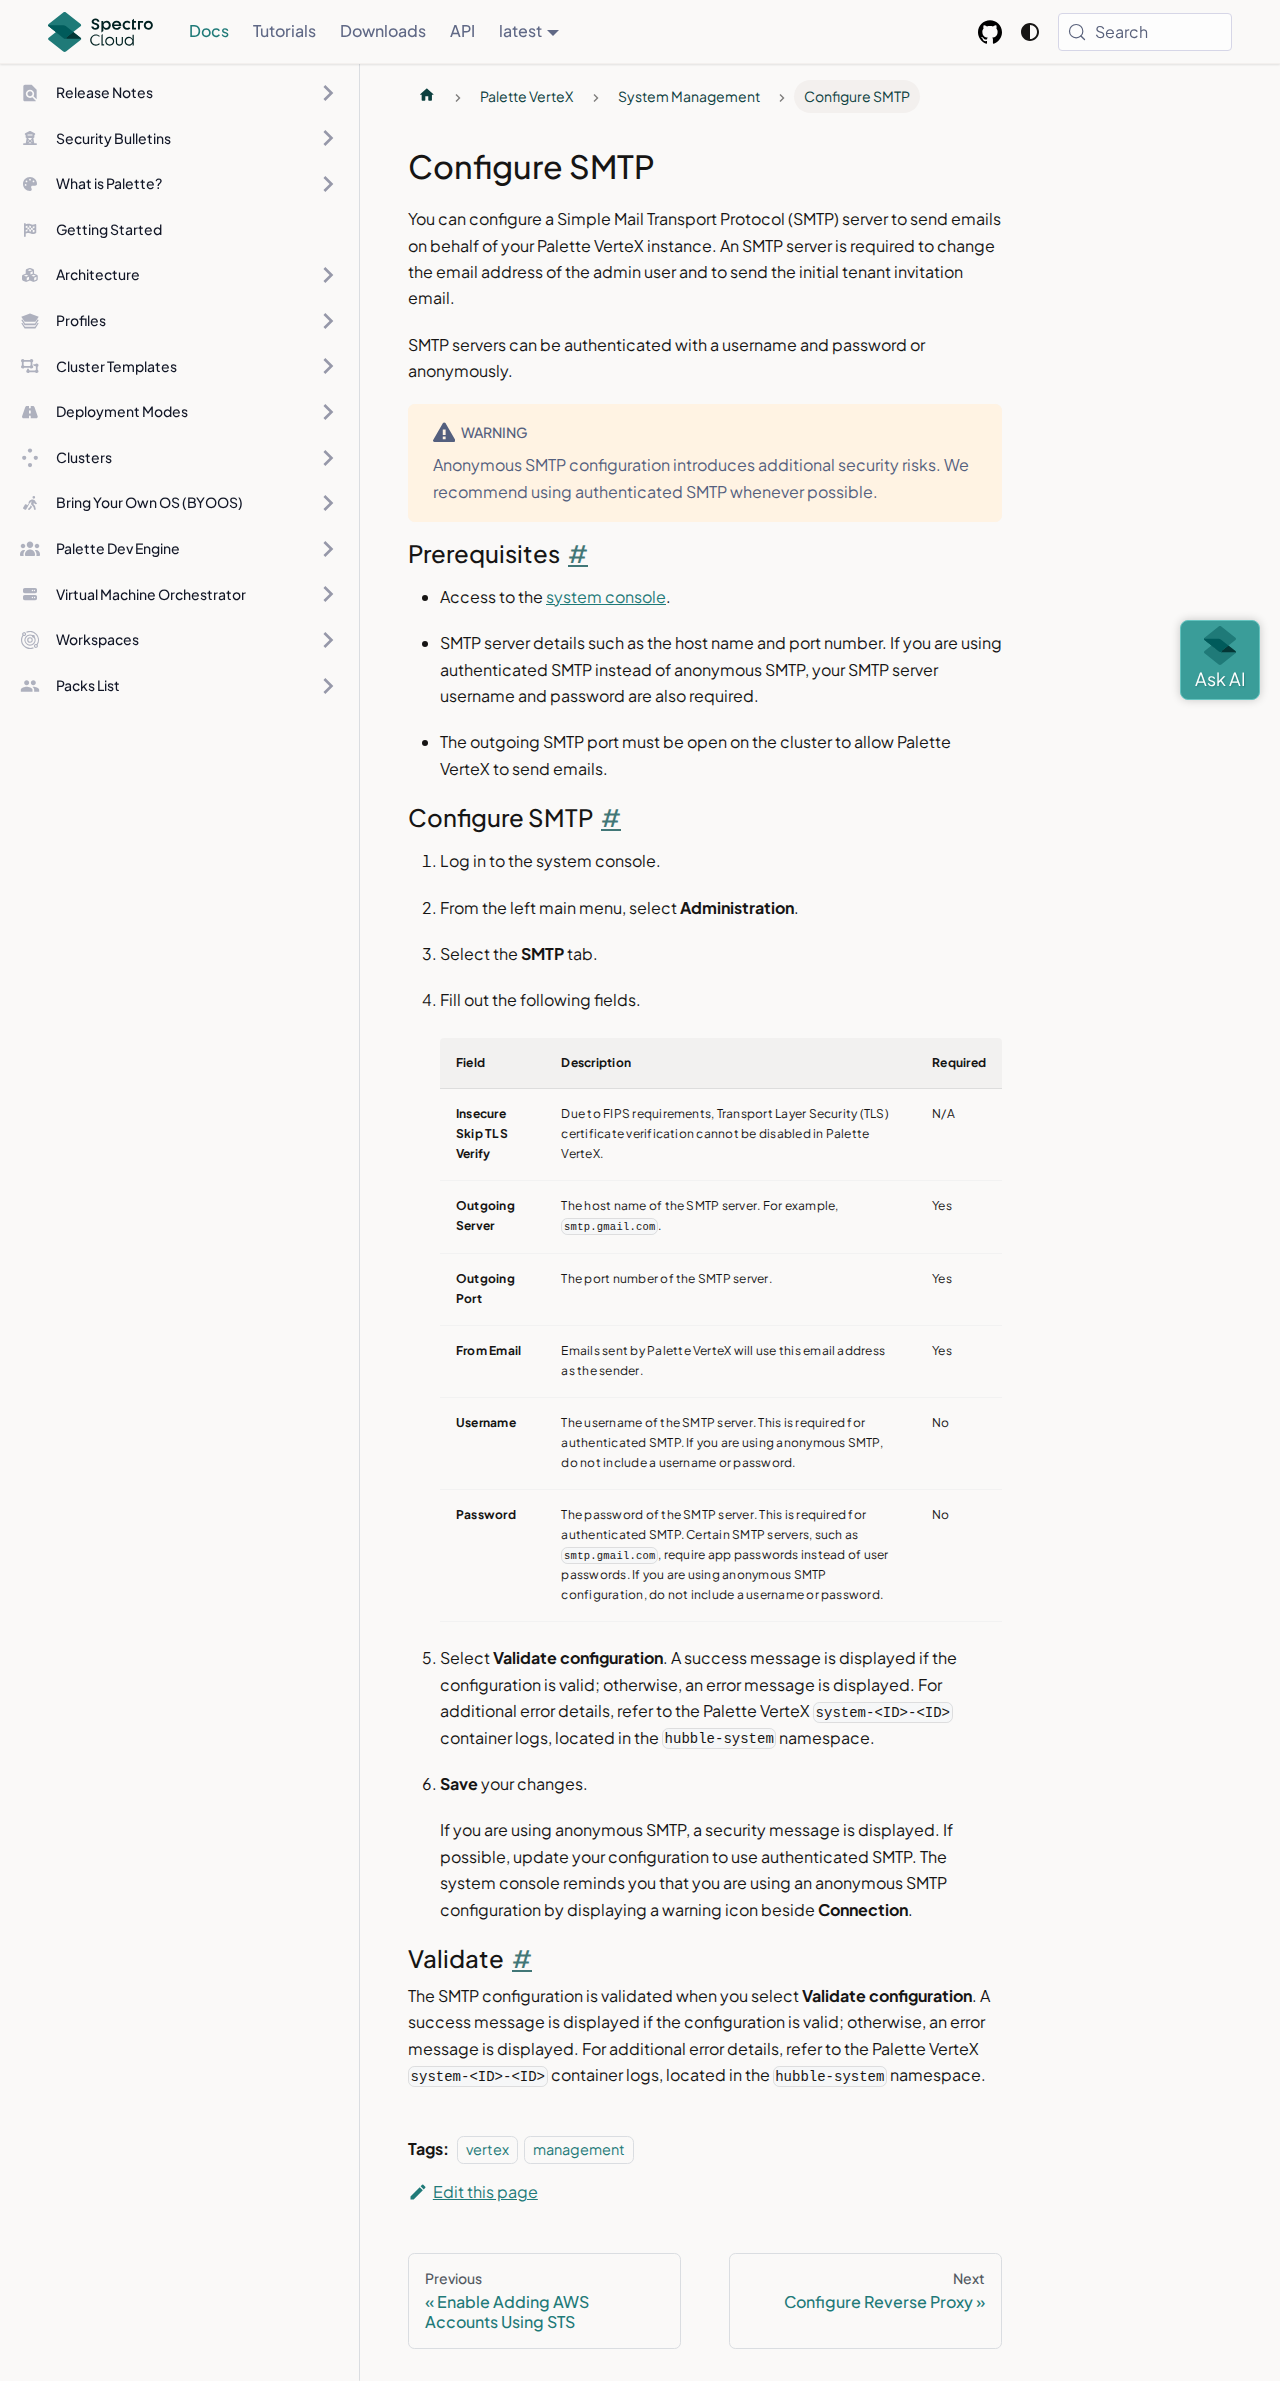 Spectro
Cloud
Docs
Tutorials
Downloads
API
latest
Search
Release Notes
Security Bulletins
What is Palette?
Getting Started
Architecture
Profiles
Cluster Templates
Deployment Modes
Clusters
Bring Your Own OS (BYOOS)
Palette Dev Engine
Virtual Machine Orchestrator
Workspaces
Packs List
Palette VerteX
System Management
Configure SMTP
Configure SMTP
You can configure a Simple Mail Transport Protocol (SMTP) server to send emails
on behalf of your Palette VerteX instance. An SMTP server is required to change
the email address of the admin user and to send the initial tenant invitation
email.
SMTP servers can be authenticated with a username and password or
anonymously.
WARNING
Anonymous SMTP configuration introduces additional security risks. We
recommend using authenticated SMTP whenever possible.
Prerequisites #
Access to the system console.
SMTP server details such as the host name and port number. If you are using
authenticated SMTP instead of anonymous SMTP, your SMTP server
username and password are also required.
The outgoing SMTP port must be open on the cluster to allow Palette
VerteX to send emails.
Ask AI
Configure SMTP #
1. Log in to the system console.
2. From the left main menu, select Administration.
3. Select the SMTP tab.
4. Fill out the following fields.
Field Description Required
Insecure Skip TLS Verify
Due to FIPS requirements, Transport Layer Security (TLS)
certificate verification cannot be disabled in Palette
VerteX.
N/A
Outgoing Server
The host name of the SMTP server. For example,
smtp.gmail.com.
Yes
Outgoing Port
The port number of the SMTP server.
Yes
From Email
Emails sent by Palette VerteX will use this email address
as the sender.
Yes
Username
The username of the SMTP server. This is required for
authenticated SMTP. If you are using anonymous SMTP,
do not include a username or password.
No
Password
The password of the SMTP server. This is required for
authenticated SMTP. Certain SMTP servers, such as
smtp.gmail.com, require app passwords instead of user
passwords. If you are using anonymous SMTP
configuration, do not include a username or password.
No
5. Select Validate configuration. A success message is displayed if the
configuration is valid; otherwise, an error message is displayed. For
additional error details, refer to the Palette VerteX system-<ID>-<ID>
container logs, located in the hubble-system namespace.
6. Save your changes.
If you are using anonymous SMTP, a security message is displayed. If
possible, update your configuration to use authenticated SMTP. The
system console reminds you that you are using an anonymous SMTP
configuration by displaying a warning icon beside Connection.
Validate #
The SMTP configuration is validated when you select Validate configuration. A
success message is displayed if the configuration is valid; otherwise, an error
message is displayed. For additional error details, refer to the Palette VerteX
system-<ID>-<ID> container logs, located in the hubble-system namespace.
Tags: vertex management
Edit this page
Previous
« Enable Adding AWS
Accounts Using STS
Next
Configure Reverse Proxy »